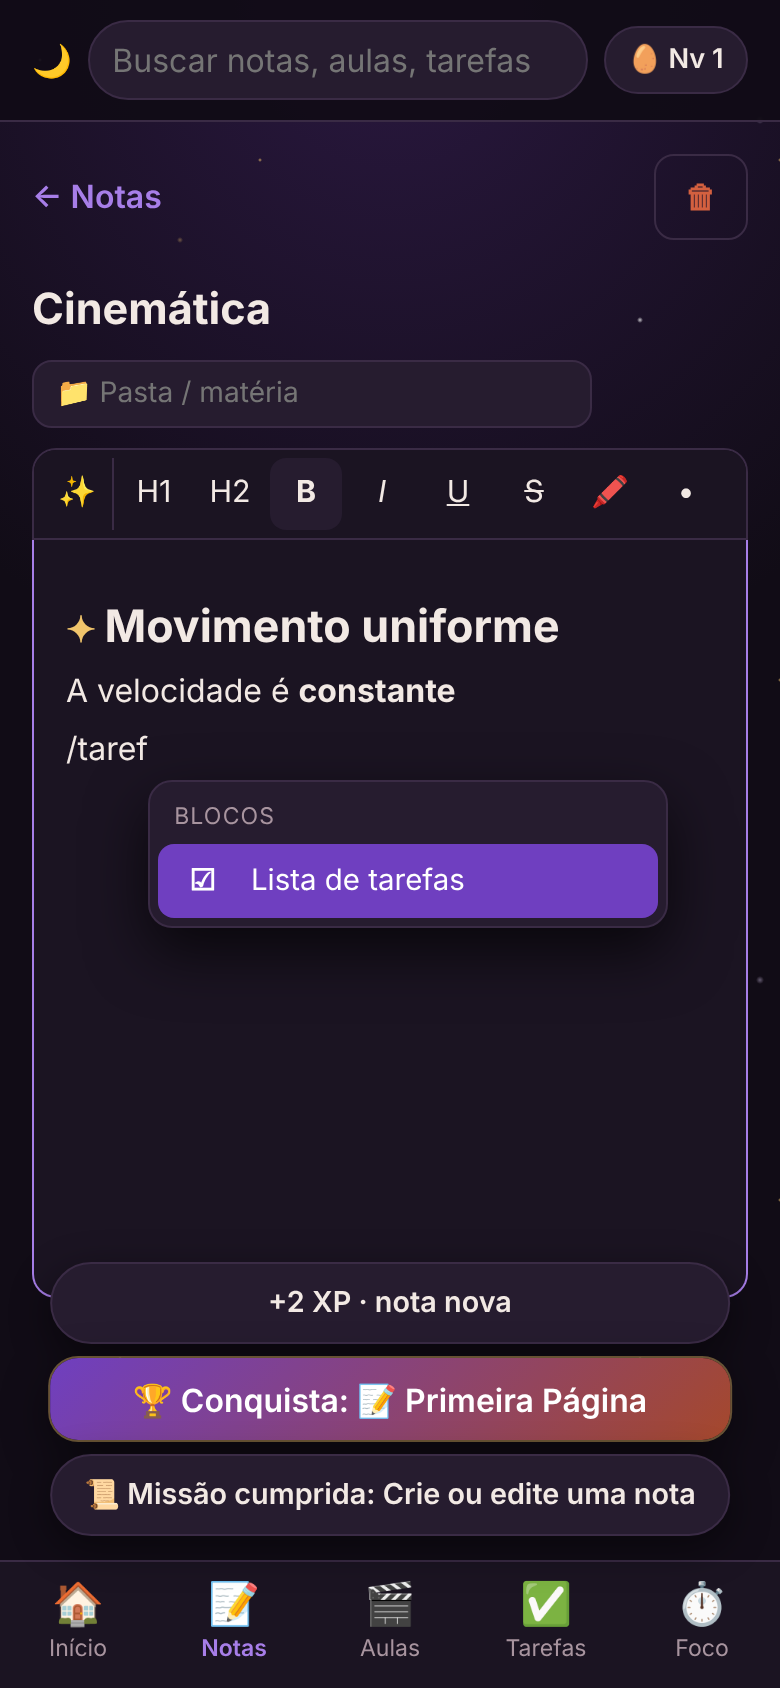 🌙 Buscar notas, aulas, tarefas 🥚 Nv 1
← Notas 🗑
Cinemática
📁 Pasta / matéria
✨ H1 H2 B I U S 🖍 •
✦ Movimento uniforme
A velocidade é constante
/taref
BLOCOS
☑ Lista de tarefas
+2 XP · nota nova
🏆 Conquista: 📝 Primeira Página
📜 Missão cumprida: Crie ou edite uma nota
🏠 📝 🎬 ✅ ⏱
Início Notas Aulas Tarefas Foco